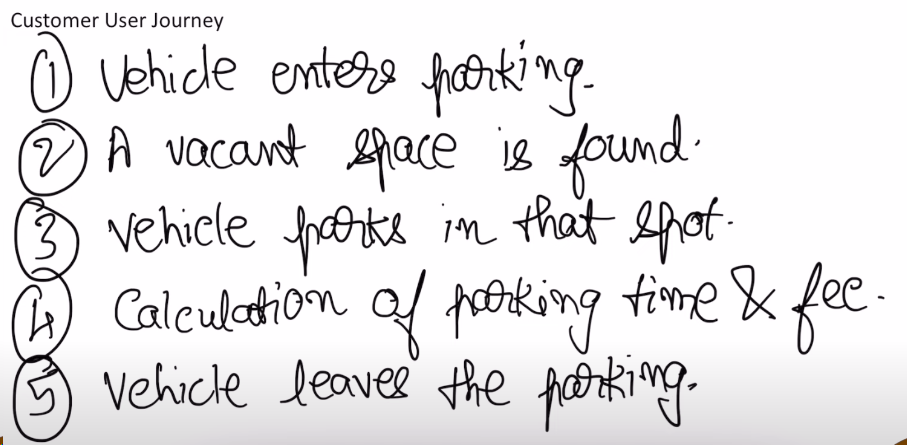 Customer User Journey
① Vehicle enters parking.
② A vacant space is found.
③ vehicle parks in that spot.
④ Calculation of parking time & fee.
⑤ vehicle leaves the parking.